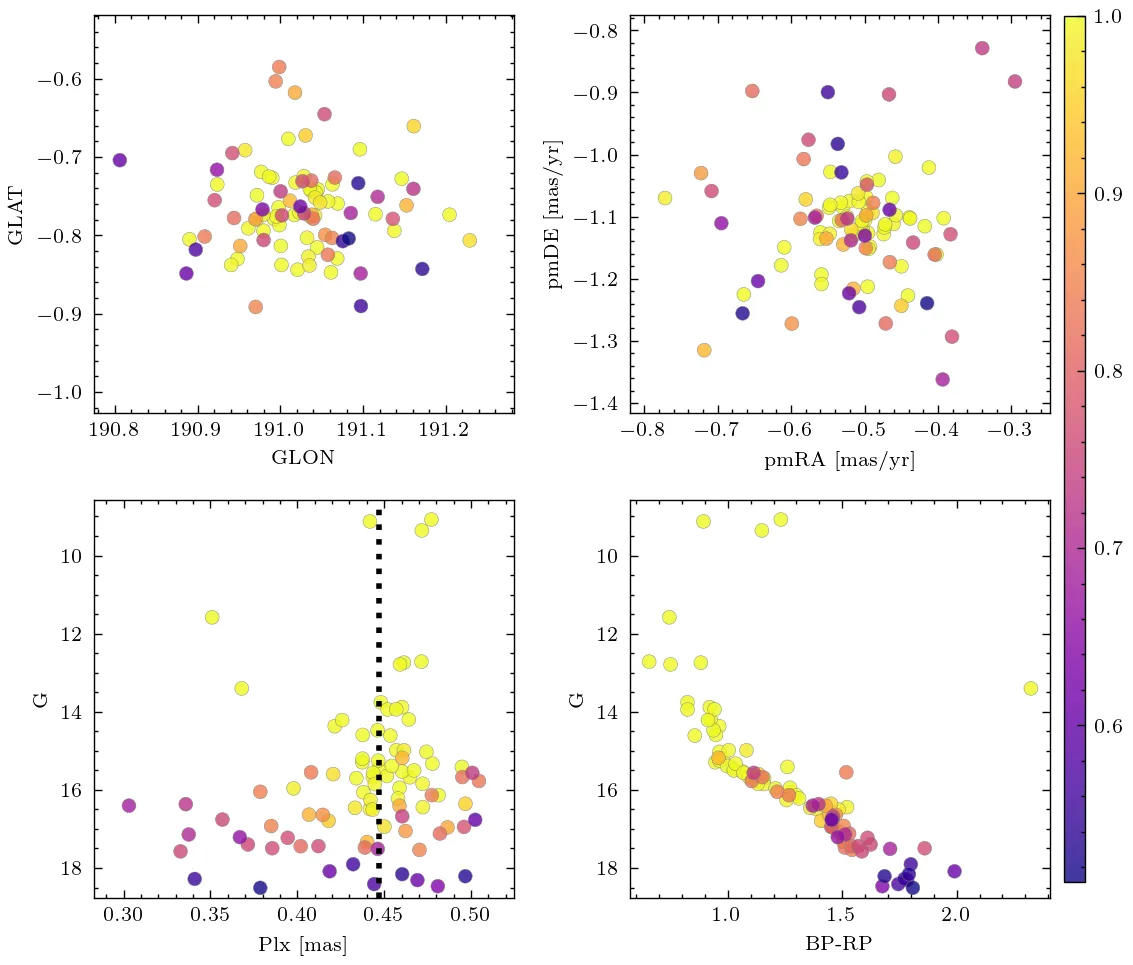 −0.6
−0.7
−0.8
−0.9
−1.0
GLAT
190.8 190.9 191.0 191.1 191.2
GLON
−0.8
−0.9
−1.0
−1.1
−1.2
−1.3
−1.4
pmDE [mas/yr]
−0.8 −0.7 −0.6 −0.5 −0.4 −0.3
pmRA [mas/yr]
1.0
0.9
0.8
0.7
0.6
10
12
14
16
18
G
0.30 0.35 0.40 0.45 0.50
Plx [mas]
10
12
14
16
18
G
1.0 1.5 2.0
BP-RP